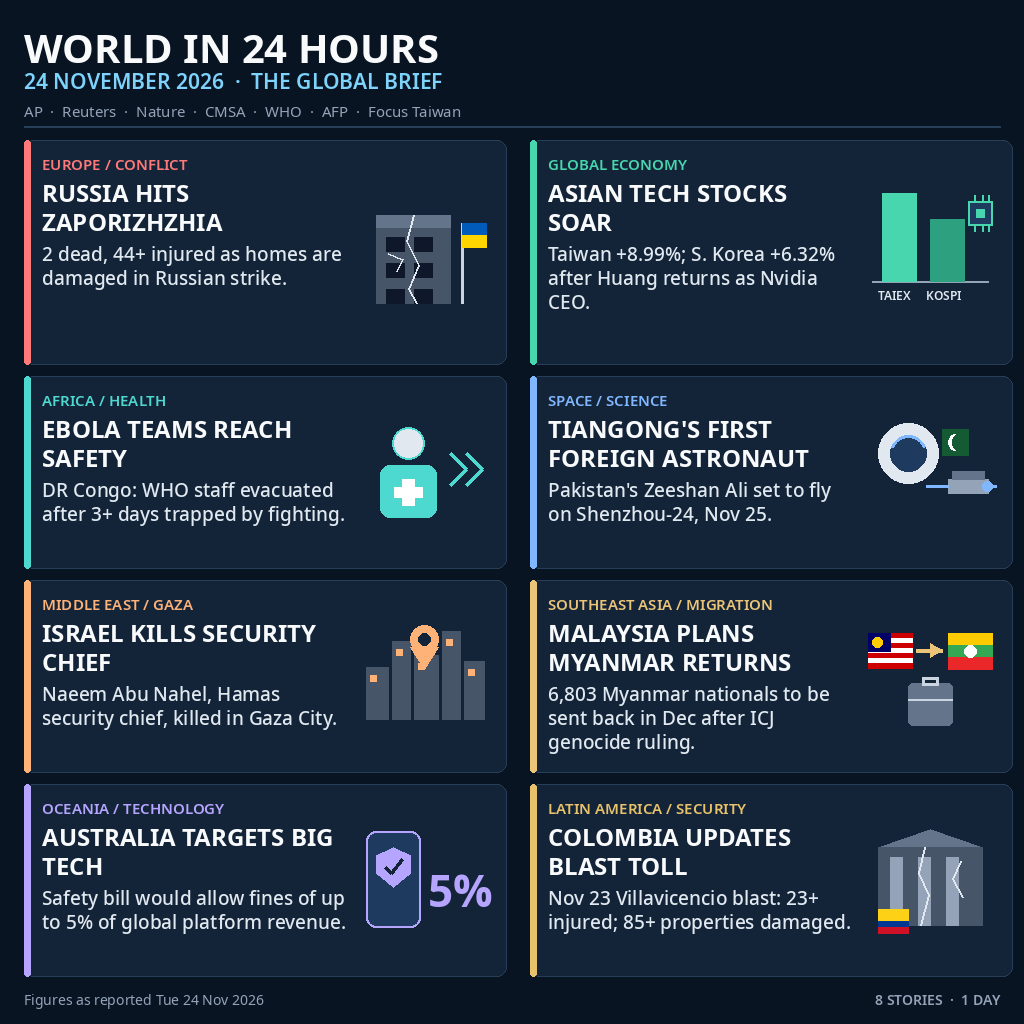 WORLD IN 24 HOURS
24 NOVEMBER 2026 · THE GLOBAL BRIEF
AP · Reuters · Nature · CMSA · WHO · AFP · Focus Taiwan
EUROPE / CONFLICT
RUSSIA HITS
ZAPORIZHZHIA
2 dead, 44+ injured as homes are
damaged in Russian strike.
GLOBAL ECONOMY
ASIAN TECH STOCKS
SOAR
Taiwan +8.99%; S. Korea +6.32%
after Huang returns as Nvidia
CEO.
TAIEX KOSPI
AFRICA / HEALTH
EBOLA TEAMS REACH
SAFETY
DR Congo: WHO staff evacuated
after 3+ days trapped by fighting.
SPACE / SCIENCE
TIANGONG'S FIRST
FOREIGN ASTRONAUT
Pakistan's Zeeshan Ali set to fly
on Shenzhou-24, Nov 25.
MIDDLE EAST / GAZA
ISRAEL KILLS SECURITY
CHIEF
Naeem Abu Nahel, Hamas
security chief, killed in Gaza City.
SOUTHEAST ASIA / MIGRATION
MALAYSIA PLANS
MYANMAR RETURNS
6,803 Myanmar nationals to be
sent back in Dec after ICJ
genocide ruling.
OCEANIA / TECHNOLOGY
AUSTRALIA TARGETS BIG
TECH
Safety bill would allow fines of up
to 5% of global platform revenue.
5%
LATIN AMERICA / SECURITY
COLOMBIA UPDATES
BLAST TOLL
Nov 23 Villavicencio blast: 23+
injured; 85+ properties damaged.
Figures as reported Tue 24 Nov 2026
8 STORIES · 1 DAY